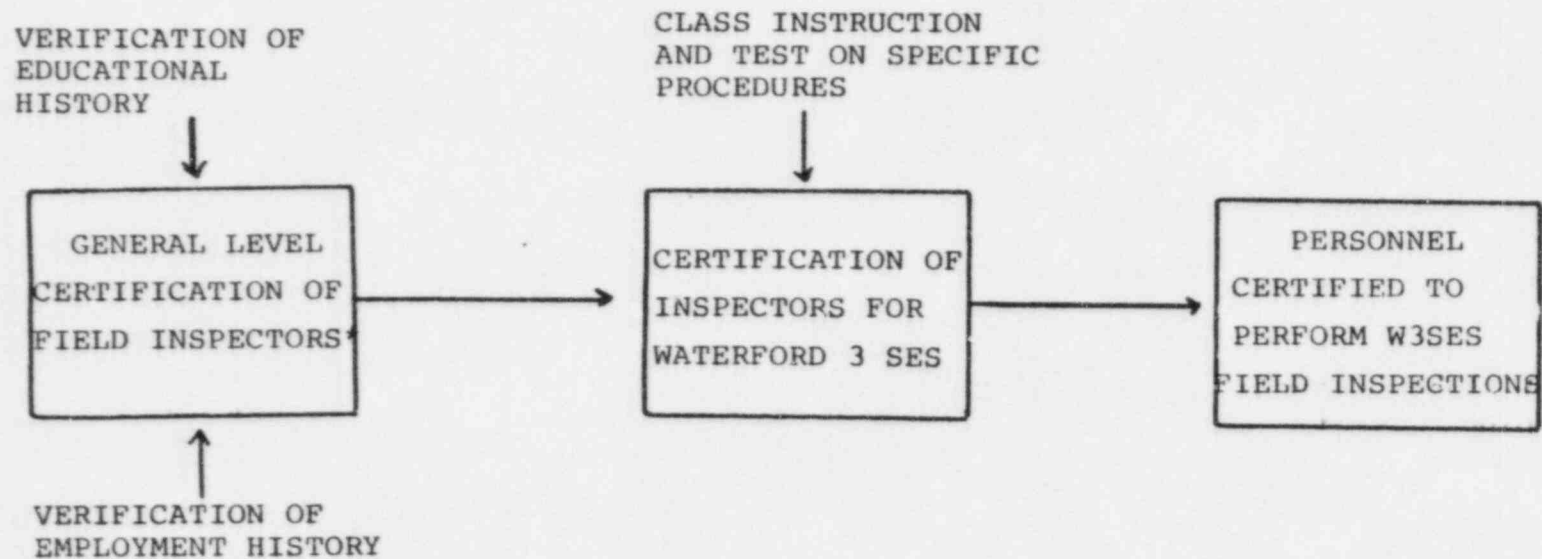 VERIFICATION OF
EDUCATIONAL
HISTORY
CLASS INSTRUCTION
AND TEST ON SPECIFIC
PROCEDURES
GENERAL LEVEL
CERTIFICATION OF
FIELD INSPECTORS*
CERTIFICATION OF
INSPECTORS FOR
WATERFORD 3 SES
PERSONNEL
CERTIFIED TO
PERFORM W3SES
FIELD INSPECTIONS
VERIFICATION OF
EMPLOYMENT HISTORY